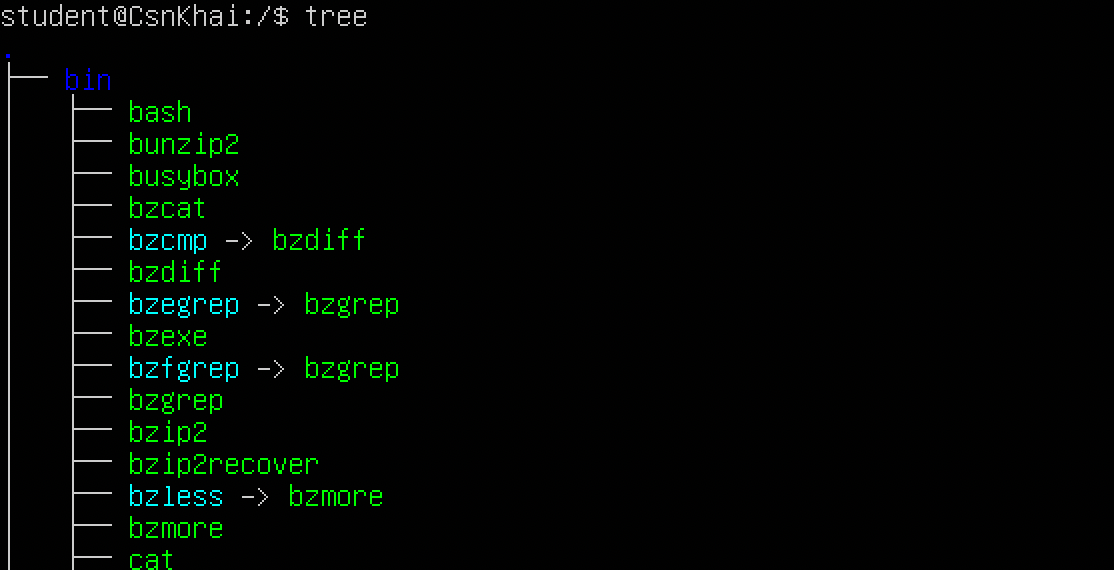 student@CsnKhai:/$ tree
.
├── bin
│   ├── bash
│   ├── bunzip2
│   ├── busybox
│   ├── bzcat
│   ├── bzcmp -> bzdiff
│   ├── bzdiff
│   ├── bzegrep -> bzgrep
│   ├── bzexe
│   ├── bzfgrep -> bzgrep
│   ├── bzgrep
│   ├── bzip2
│   ├── bzip2recover
│   ├── bzless -> bzmore
│   ├── bzmore
│   ├── cat